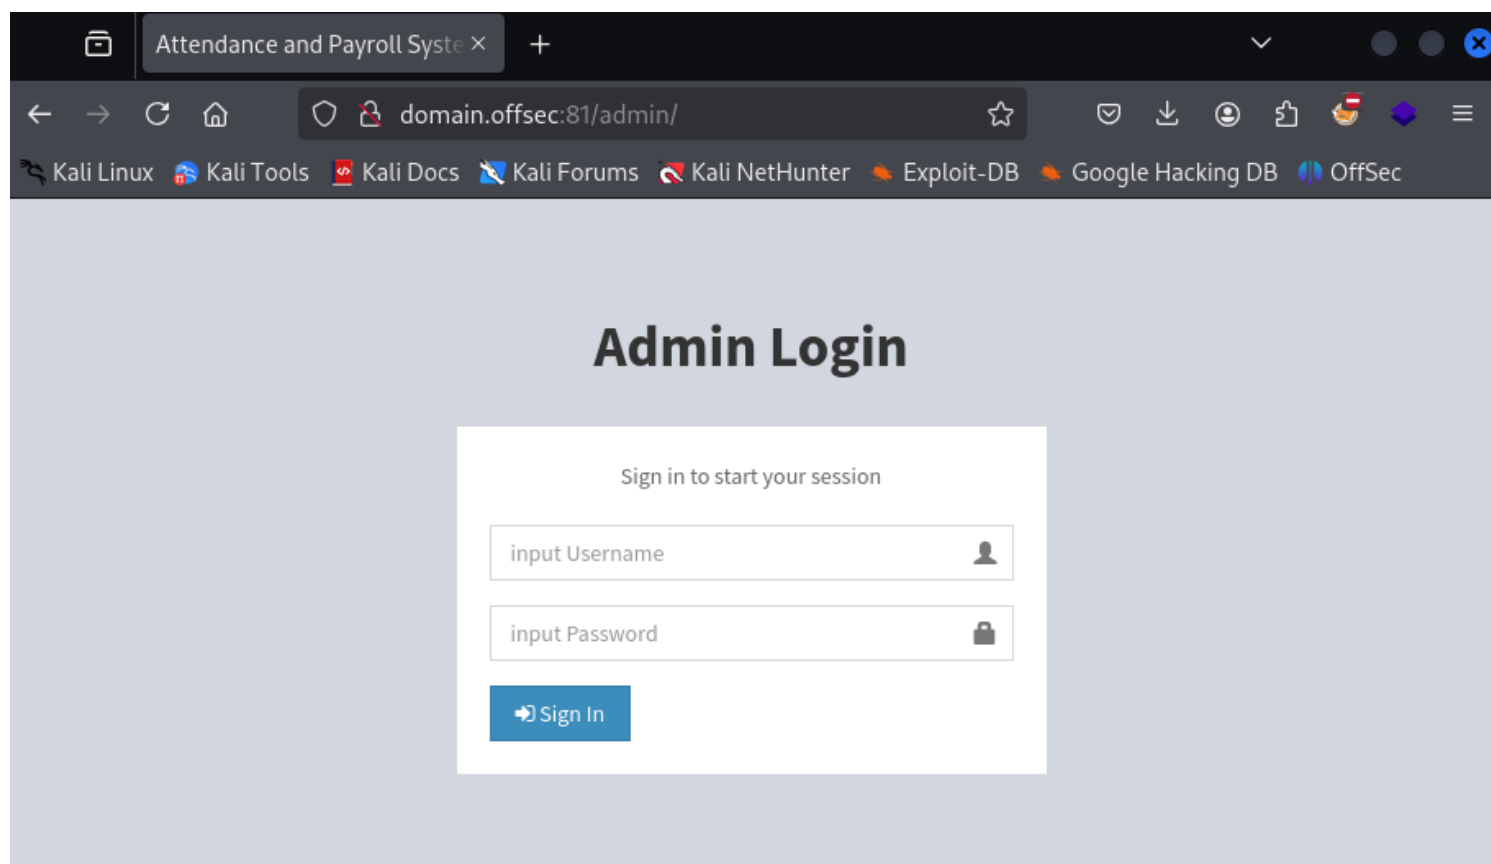 Attendance and Payroll Syste
domain.offsec:81/admin/
Kali Linux Kali Tools Kali Docs Kali Forums Kali NetHunter Exploit-DB Google Hacking DB OffSec
Admin Login
Sign in to start your session
input Username
input Password
Sign In